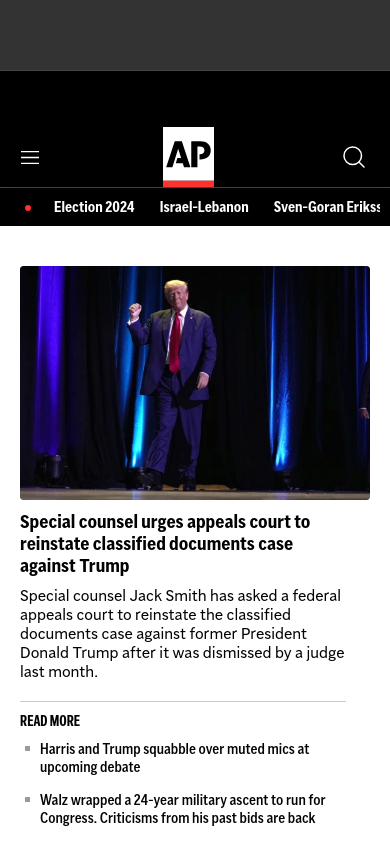 AP
Election 2024 Israel-Lebanon Sven-Goran Erikss
Special counsel urges appeals court to
reinstate classified documents case
against Trump
Special counsel Jack Smith has asked a federal
appeals court to reinstate the classified
documents case against former President
Donald Trump after it was dismissed by a judge
last month.
READ MORE
Harris and Trump squabble over muted mics at
upcoming debate
Walz wrapped a 24-year military ascent to run for
Congress. Criticisms from his past bids are back